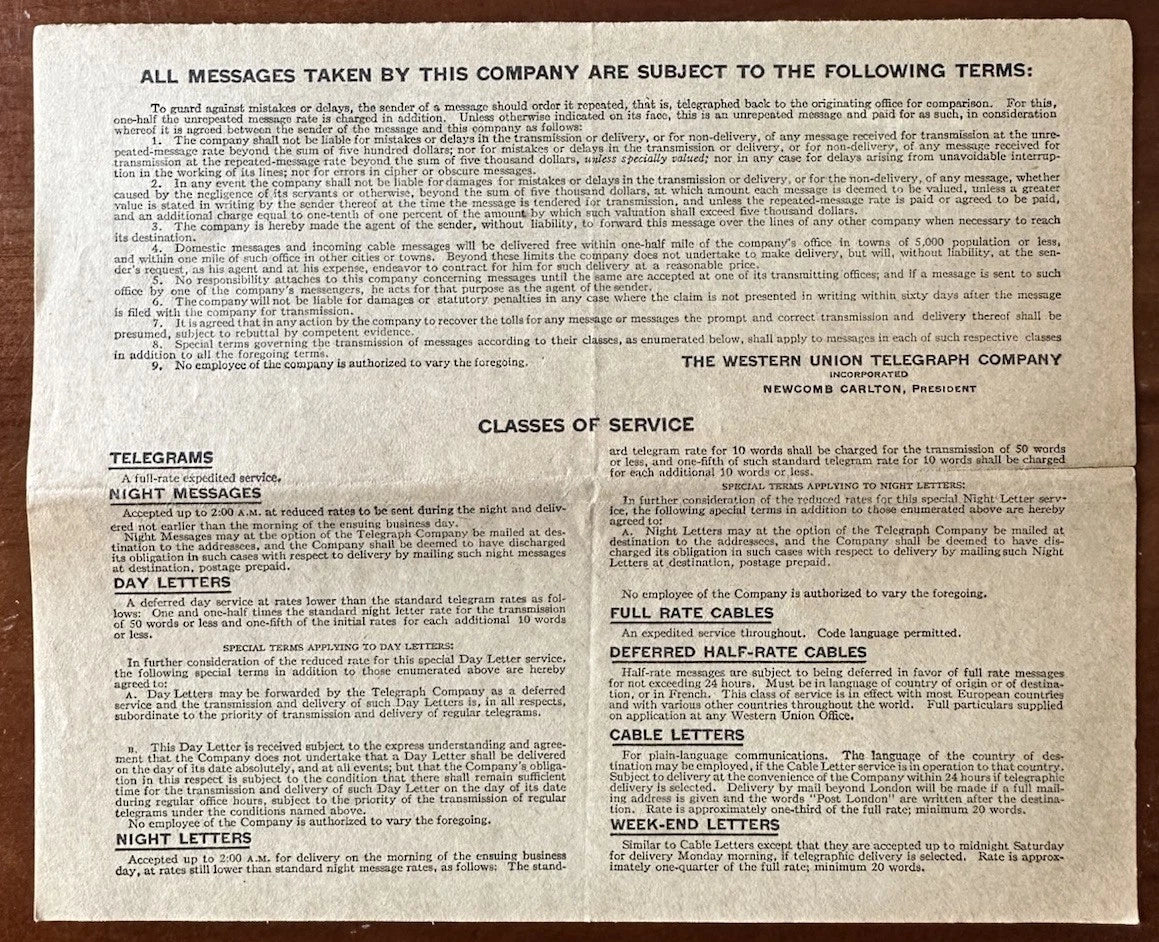 ALL MESSAGES TAKEN BY THIS COMPANY ARE SUBJECT TO THE FOLLOWING TERMS:
To guard against mistakes or delays, the sender of a message should order it repeated, that is, telegraphed back to the originating office for comparison. For this,
one-half the unrepeated message rate is charged in addition. Unless otherwise indicated on its face, this is an unrepeated message and paid for as such, in consideration
whereof it is agreed between the sender of the message and this company as follows:
1. The company shall not be liable for mistakes or delays in the transmission or delivery, or for non-delivery, of any message received for transmission at the unre-
peated-message rate beyond the sum of five hundred dollars; nor for mistakes or delays in the transmission or delivery, or for non-delivery, of any message received for
transmission at the repeated-message rate beyond the sum of five thousand dollars, unless specially valued; nor in any case for delays arising from unavoidable interrup-
tion in the working of its lines; nor for errors in cipher or obscure messages.
2. In any event the company shall not be liable for damages for mistakes or delays in the transmission or delivery, or for the non-delivery, of any message, whether
caused by the negligence of its servants or otherwise, beyond the sum of five thousand dollars, at which amount each message is deemed to be valued, unless a greater
value is stated in writing by the sender thereof at the time the message is tendered for transmission, and unless the repeated-message rate is paid or agreed to be paid,
and an additional charge equal to one-tenth of one percent of the amount by which such valuation shall exceed five thousand dollars.
3. The company is hereby made the agent of the sender, without liability, to forward this message over the lines of any other company when necessary to reach
its destination.
4. Domestic messages and incoming cable messages will be delivered free within one-half mile of the company's office in towns of 5,000 population or less,
and within one mile of such office in other cities or towns. Beyond these limits the company does not undertake to make delivery, but will, without liability, at the sen-
der's request, as his agent and at his expense, endeavor to contract for him for such delivery at a reasonable price.
5. No responsibility attaches to this company concerning messages until the same are accepted at one of its transmitting offices; and if a message is sent to such
office by one of the company's messengers, he acts for that purpose as the agent of the sender.
6. The company will not be liable for damages or statutory penalties in any case where the claim is not presented in writing within sixty days after the message
is filed with the company for transmission.
7. It is agreed that in any action by the company to recover the tolls for any message or messages the prompt and correct transmission and delivery thereof shall be
presumed, subject to rebuttal by competent evidence.
8. Special terms governing the transmission of messages according to their classes, as enumerated below, shall apply to messages in each of such respective classes
in addition to all the foregoing terms.
9. No employee of the company is authorized to vary the foregoing.
THE WESTERN UNION TELEGRAPH COMPANY
INCORPORATED
NEWCOMB CARLTON, PRESIDENT
CLASSES OF SERVICE
TELEGRAMS
A full-rate expedited service.
NIGHT MESSAGES
Accepted up to 2:00 A.M. at reduced rates to be sent during the night and deliv-
ered not earlier than the morning of the ensuing business day.
Night Messages may at the option of the Telegraph Company be mailed at des-
tination to the addressees, and the Company shall be deemed to have discharged
its obligation in such cases with respect to delivery by mailing such night messages
at destination, postage prepaid.
DAY LETTERS
A deferred day service at rates lower than the standard telegram rates as fol-
lows: One and one-half times the standard night letter rate for the transmission
of 50 words or less and one-fifth of the initial rates for each additional 10 words
or less.
SPECIAL TERMS APPLYING TO DAY LETTERS:
In further consideration of the reduced rate for this special Day Letter service,
the following special terms in addition to those enumerated above are hereby
agreed to:
A. Day Letters may be forwarded by the Telegraph Company as a deferred
service and the transmission and delivery of such Day Letters is, in all respects,
subordinate to the priority of transmission and delivery of regular telegrams.
B. This Day Letter is received subject to the express understanding and agree-
ment that the Company does not undertake that a Day Letter shall be delivered
on the day of its date absolutely, and at all events; but that the Company's obliga-
tion in this respect is subject to the condition that there shall remain sufficient
time for the transmission and delivery of such Day Letter on the day of its date
during regular office hours, subject to the priority of the transmission of regular
telegrams under the conditions named above.
No employee of the Company is authorized to vary the foregoing.
NIGHT LETTERS
Accepted up to 2:00 A.M. for delivery on the morning of the ensuing business
day, at rates still lower than standard night message rates, as follows: The stand-
ard telegram rate for 10 words shall be charged for the transmission of 50 words
or less, and one-fifth of such standard telegram rate for 10 words shall be charged
for each additional 10 words or less.
SPECIAL TERMS APPLYING TO NIGHT LETTERS:
In further consideration of the reduced rates for this special Night Letter serv-
ice, the following special terms in addition to those enumerated above are hereby
agreed to:
A. Night Letters may at the option of the Telegraph Company be mailed at
destination to the addressees, and the Company shall be deemed to have dis-
charged its obligation in such cases with respect to delivery by mailing such Night
Letters at destination, postage prepaid.
No employee of the Company is authorized to vary the foregoing.
FULL RATE CABLES
An expedited service throughout. Code language permitted.
DEFERRED HALF-RATE CABLES
Half-rate messages are subject to being deferred in favor of full rate messages
for not exceeding 24 hours. Must be in language of country of origin or of destina-
tion, or in French. This class of service is in effect with most European countries
and with various other countries throughout the world. Full particulars supplied
on application at any Western Union Office.
CABLE LETTERS
For plain-language communications. The language of the country of des-
tination may be employed, if the Cable Letter service is in operation to that country.
Subject to delivery at the convenience of the Company within 24 hours if telegraphic
delivery is selected. Delivery by mail beyond London will be made if a full mail-
ing address is given and the words "Post London" are written after the destina-
tion. Rate is approximately one-third of the full rate; minimum 20 words.
WEEK-END LETTERS
Similar to Cable Letters except that they are accepted up to midnight Saturday
for delivery Monday morning, if telegraphic delivery is selected. Rate is approx-
imately one-quarter of the full rate; minimum 20 words.